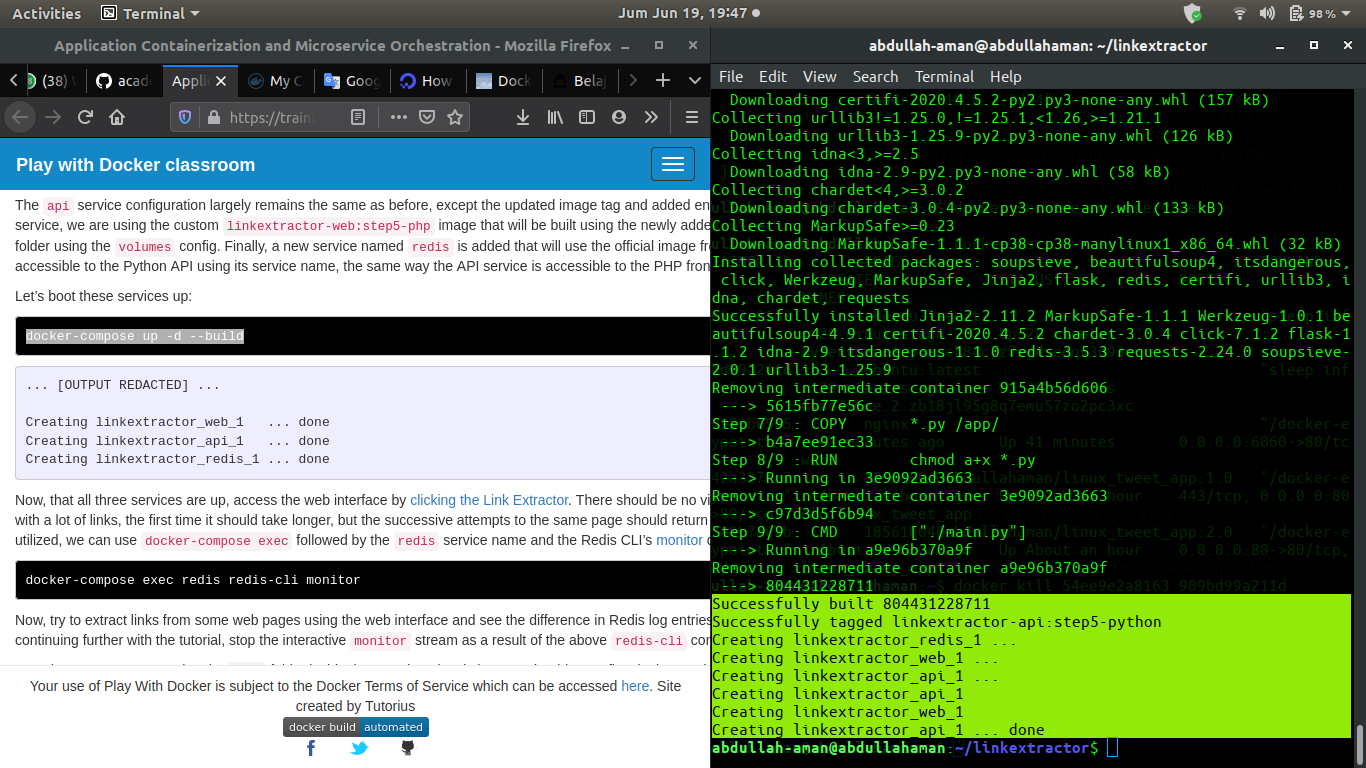 Activities Terminal Jum Jun 19, 19:47 98 %
Application Containerization and Microservice Orchestration - Mozilla Firefox
(38) acad Applic My C Goog How Dock Belaj
https://train
Play with Docker classroom
The api service configuration largely remains the same as before, except the updated image tag and added en
service, we are using the custom linkextractor-web:step5-php image that will be built using the newly adde
folder using the volumes config. Finally, a new service named redis is added that will use the official image fr
accessible to the Python API using its service name, the same way the API service is accessible to the PHP fron
Let's boot these services up:
docker-compose up -d --build
... [OUTPUT REDACTED] ...
Creating linkextractor_web_1 ... done
Creating linkextractor_api_1 ... done
Creating linkextractor_redis_1 ... done
Now, that all three services are up, access the web interface by clicking the Link Extractor. There should be no vi
with a lot of links, the first time it should take longer, but the successive attempts to the same page should return
utilized, we can use docker-compose exec followed by the redis service name and the Redis CLI's monitor
docker-compose exec redis redis-cli monitor
Now, try to extract links from some web pages using the web interface and see the difference in Redis log entries
continuing further with the tutorial, stop the interactive monitor stream as a result of the above redis-cli con
Your use of Play With Docker is subject to the Docker Terms of Service which can be accessed here. Site
created by Tutorius
docker build automated
abdullah-aman@abdullahaman: ~/linkextractor
File Edit View Search Terminal Help
Downloading certifi-2020.4.5.2-py2.py3-none-any.whl (157 kB)
Collecting urllib3!=1.25.0,!=1.25.1,<1.26,>=1.21.1
Downloading urllib3-1.25.9-py2.py3-none-any.whl (126 kB)
Collecting idna<3,>=2.5
Downloading idna-2.9-py2.py3-none-any.whl (58 kB)
Collecting chardet<4,>=3.0.2
Downloading chardet-3.0.4-py2.py3-none-any.whl (133 kB)
Collecting MarkupSafe>=0.23
Downloading MarkupSafe-1.1.1-cp38-cp38-manylinux1_x86_64.whl (32 kB)
Installing collected packages: soupsieve, beautifulsoup4, itsdangerous,
click, Werkzeug, MarkupSafe, Jinja2, flask, redis, certifi, urllib3, i
dna, chardet, requests
Successfully installed Jinja2-2.11.2 MarkupSafe-1.1.1 Werkzeug-1.0.1 be
autifulsoup4-4.9.1 certifi-2020.4.5.2 chardet-3.0.4 click-7.1.2 flask-1
.1.2 idna-2.9 itsdangerous-1.1.0 redis-3.5.3 requests-2.24.0 soupsieve-
2.0.1 urllib3-1.25.9
Removing intermediate container 915a4b56d606
---> 5615fb77e56c
Step 7/9 : COPY *.py /app/
---> b4a7ee91ec33
Step 8/9 : RUN chmod a+x *.py
---> Running in 3e9092ad3663
Removing intermediate container 3e9092ad3663
---> c97d3d5f6b94
Step 9/9 : CMD ["./main.py"]
---> Running in a9e96b370a9f
Removing intermediate container a9e96b370a9f
---> 804431228711
Successfully built 804431228711
Successfully tagged linkextractor-api:step5-python
Creating linkextractor_redis_1 ...
Creating linkextractor_web_1 ...
Creating linkextractor_api_1 ...
Creating linkextractor_api_1
Creating linkextractor_web_1
Creating linkextractor_api_1 ... done
abdullah-aman@abdullahaman:~/linkextractor$